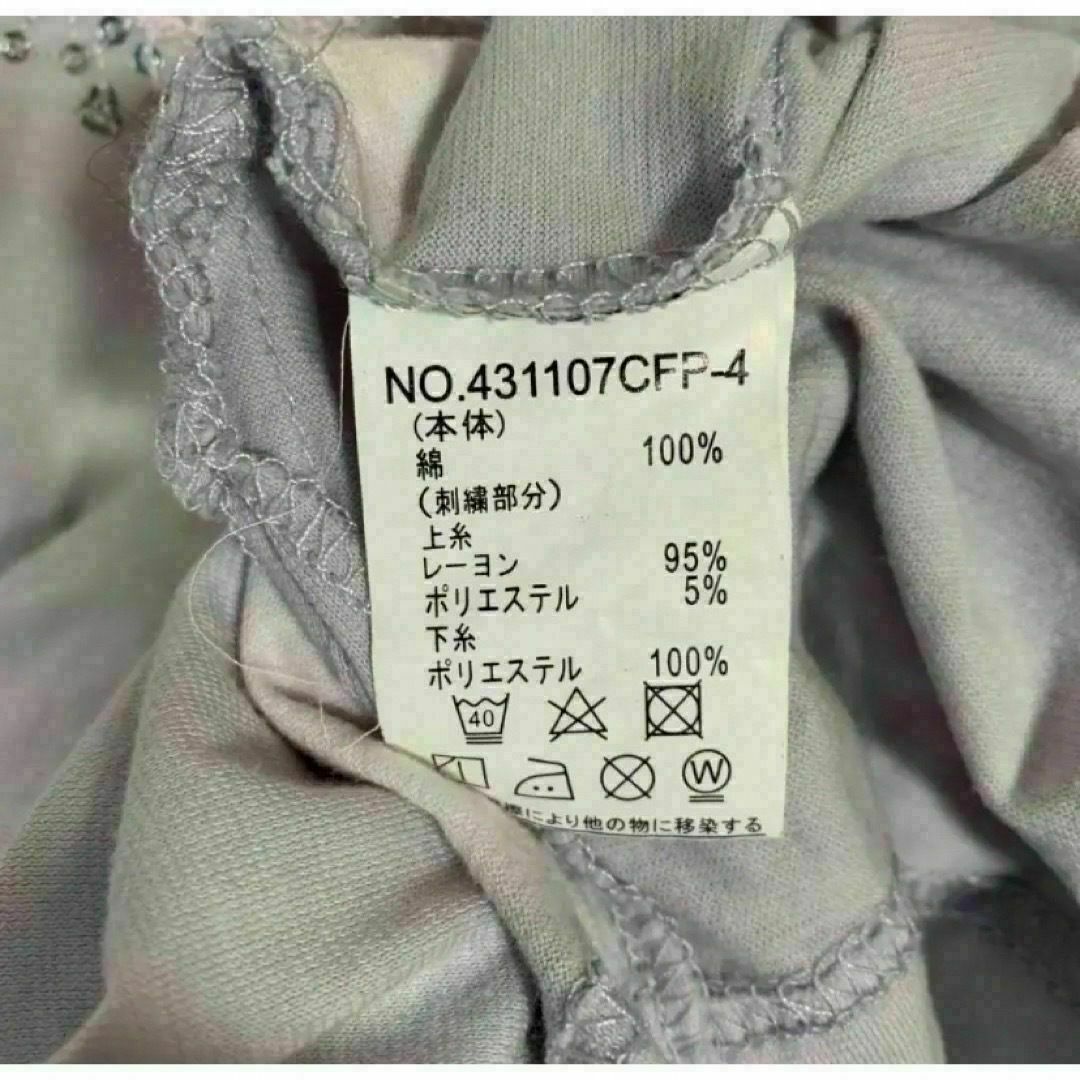 NO.431107CFP-4
(本体)
綿 100%
(刺繍部分)
上糸
レーヨン 95%
ポリエステル 5%
下糸
ポリエステル 100%
40
W
により他の物に移染する